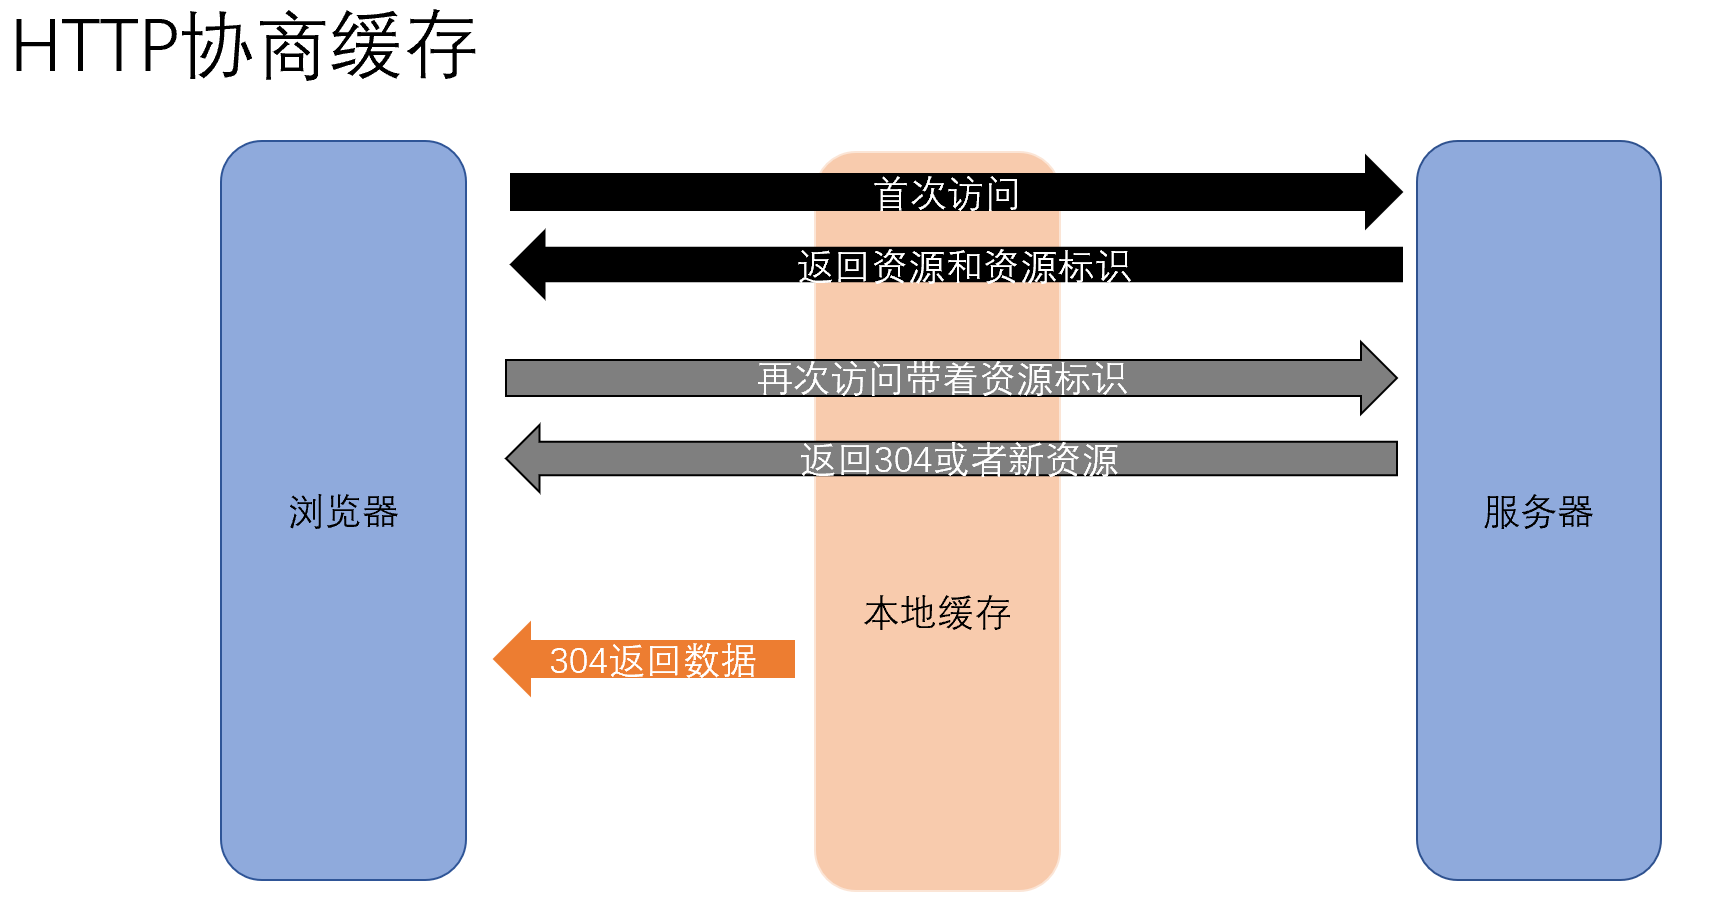 HTTP协商缓存
首次访问
返回资源和资源标识
再次访问带着资源标识
返回304或者新资源
浏览器
服务器
本地缓存
304返回数据